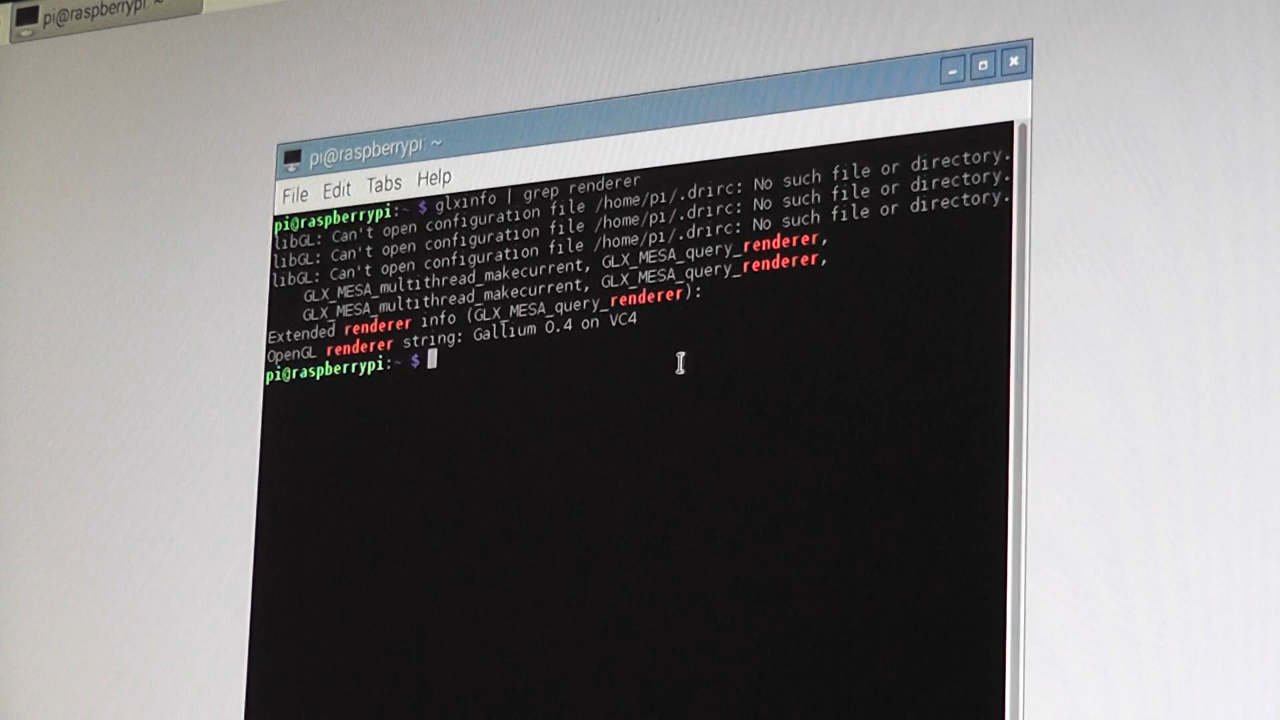 pi@raspberrypi: ~
pi@raspberrypi: ~
File Edit Tabs Help
pi@raspberrypi:~ $ glxinfo | grep renderer
libGL: Can't open configuration file /home/pi/.drirc: No such file or directory.
libGL: Can't open configuration file /home/pi/.drirc: No such file or directory.
libGL: Can't open configuration file /home/pi/.drirc: No such file or directory.
GLX_MESA_multithread_makecurrent, GLX_MESA_query_renderer,
GLX_MESA_multithread_makecurrent, GLX_MESA_query_renderer,
Extended renderer info (GLX_MESA_query_renderer):
OpenGL renderer string: Gallium 0.4 on VC4
pi@raspberrypi:~ $